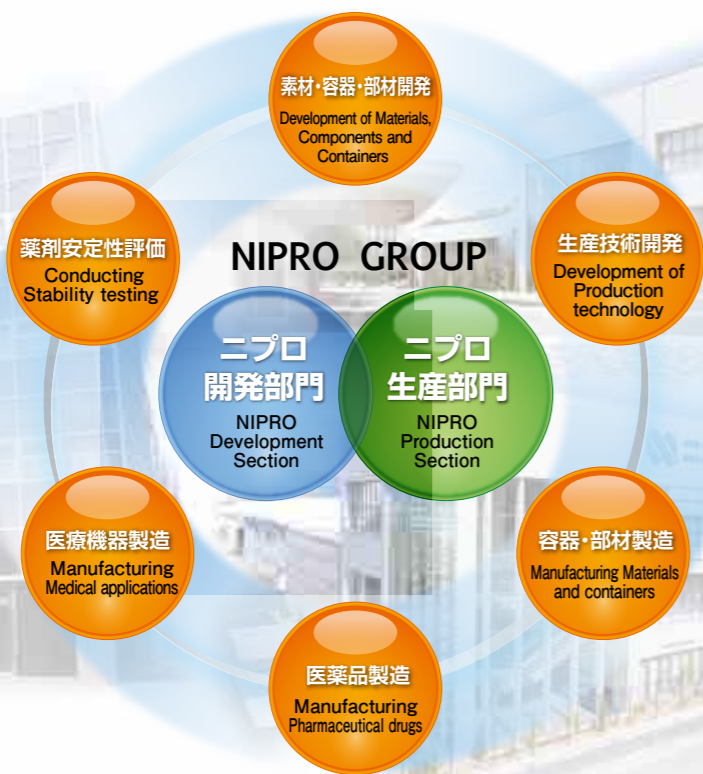 素材・容器・部材開発
Development of Materials,
Components and
Containers
薬剤安定性評価
Conducting
Stability testing
NIPRO GROUP
生産技術開発
Development of
Production
technology
ニプロ
開発部門
NIPRO
Development
Section
ニプロ
生産部門
NIPRO
Production
Section
医療機器製造
Manufacturing
Medical applications
容器・部材製造
Manufacturing Materials
and containers
医薬品製造
Manufacturing
Pharmaceutical drugs